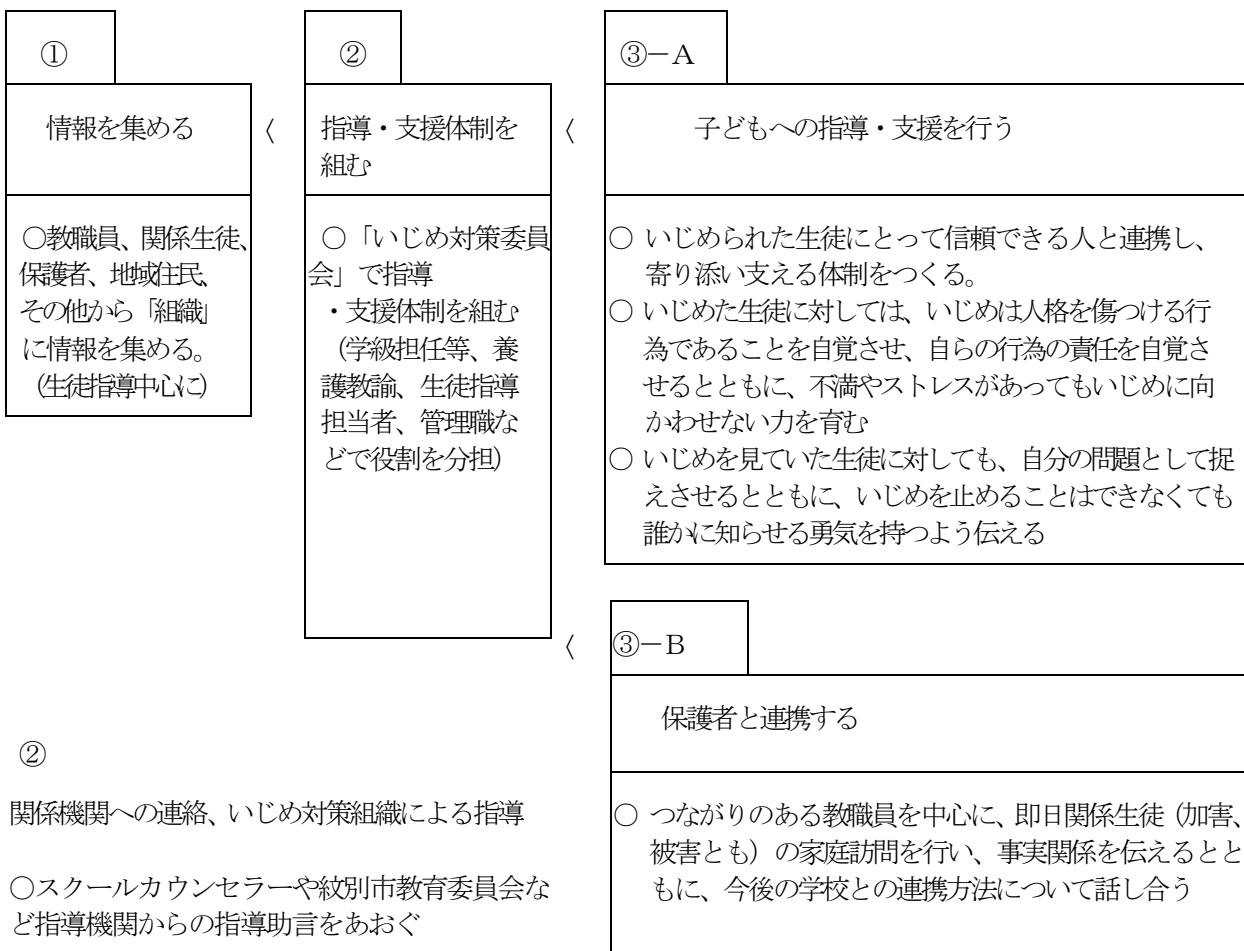 ①
情報を集める
〈
○教職員、関係生徒、
保護者、地域住民、
その他から「組織」
に情報を集める。
(生徒指導中心に)
②
指導・支援体制を
組む
〈
○「いじめ対策委員
会」で指導
・支援体制を組む
(学級担任等、養
護教諭、生徒指導
担当者、管理職な
どで役割を分担)
③－A
子どもへの指導・支援を行う
○ いじめられた生徒にとって信頼できる人と連携し、
寄り添い支える体制をつくる。
○ いじめた生徒に対しては、いじめは人格を傷つける行
為であることを自覚させ、自らの行為の責任を自覚さ
せるとともに、不満やストレスがあってもいじめに向
かわせない力を育む
○ いじめを見ていた生徒に対しても、自分の問題として捉
えさせるとともに、いじめを止めることはできなくても
誰かに知らせる勇気を持つよう伝える
〈
③－B
保護者と連携する
○ つながりのある教職員を中心に、即日関係生徒（加害、
被害とも）の家庭訪問を行い、事実関係を伝えるとと
もに、今後の学校との連携方法について話し合う
②
関係機関への連絡、いじめ対策組織による指導
○スクールカウンセラーや紋別市教育委員会な
ど指導機関からの指導助言をあおぐ